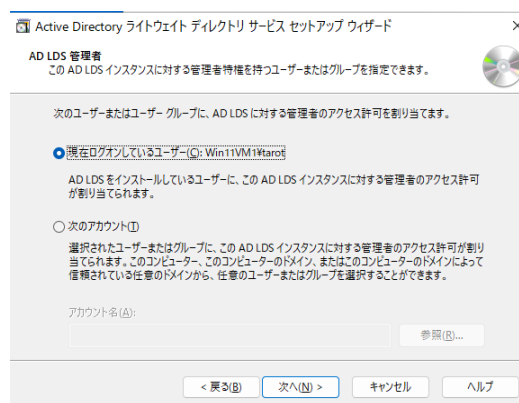 Active Directory ライトウェイト ディレクトリ サービス セットアップ ウィザード
AD LDS 管理者
この AD LDS インスタンスに対する管理者特権を持つユーザーまたはグループを指定できます。
次のユーザーまたはユーザー グループに、AD LDS に対する管理者のアクセス許可を割り当てます。
現在ログオンしているユーザー(C): Win11VM1¥tarot
AD LDS をインストールしているユーザーに、この AD LDS インスタンスに対する管理者のアクセス許可
が割り当てられます。
次のアカウント(T)
選択されたユーザーまたはグループに、この AD LDS インスタンスに対する管理者のアクセス許可が割り
当てられます。このコンピューター、このコンピューターのドメイン、またはこのコンピューターのドメインによって
信頼されている任意のドメインから、任意のユーザーまたはグループを選択することができます。
アカウント名(A):
参照(R)...
< 戻る(B) 次へ(N) > キャンセル ヘルプ